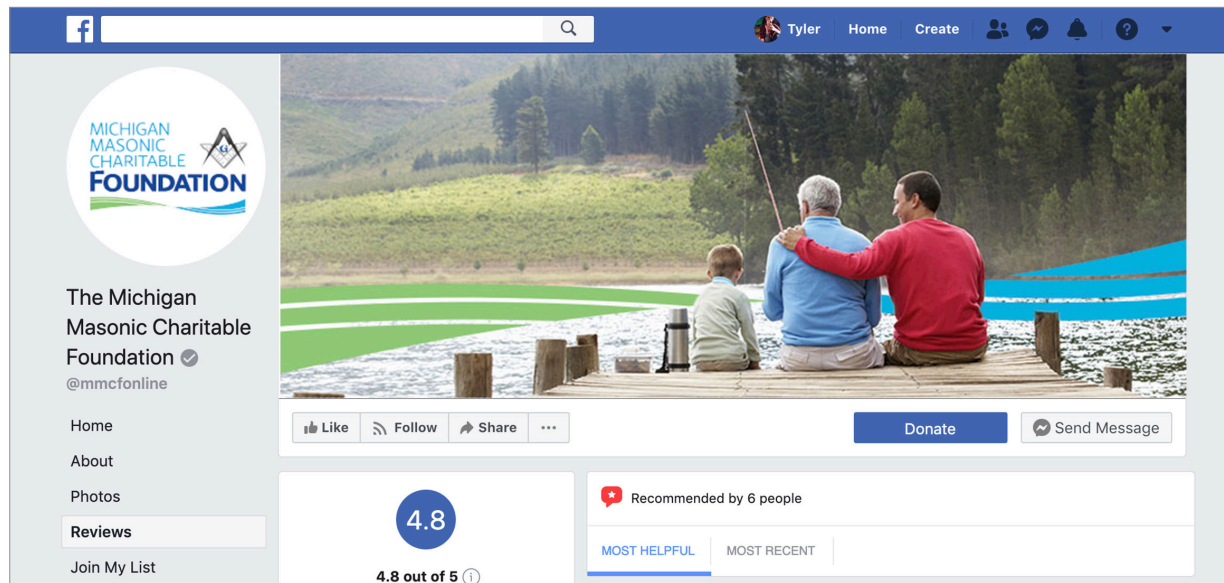 Tyler Home Create
MICHIGAN
MASONIC
CHARITABLE
FOUNDATION
G
The Michigan
Masonic Charitable
Foundation
@mmcfonline
Home
About
Photos
Reviews
Join My List
Like Follow Share ...
Donate Send Message
4.8
4.8 out of 5
Recommended by 6 people
MOST HELPFUL MOST RECENT